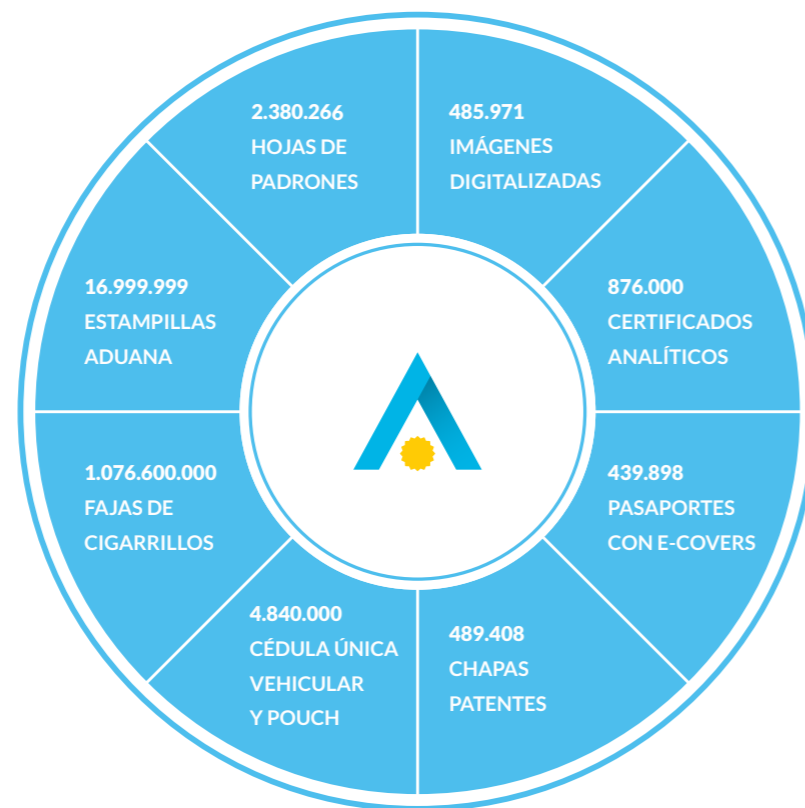 2.380.266
HOJAS DE
PADRONES
485.971
IMÁGENES
DIGITALIZADAS
16.999.999
ESTAMPILLAS
ADUANA
876.000
CERTIFICADOS
ANALÍTICOS
1.076.600.000
FAJAS DE
CIGARRILLOS
439.898
PASAPORTES
CON E-COVERS
4.840.000
CÉDULA ÚNICA
VEHICULAR
Y POUCH
489.408
CHAPAS
PATENTES